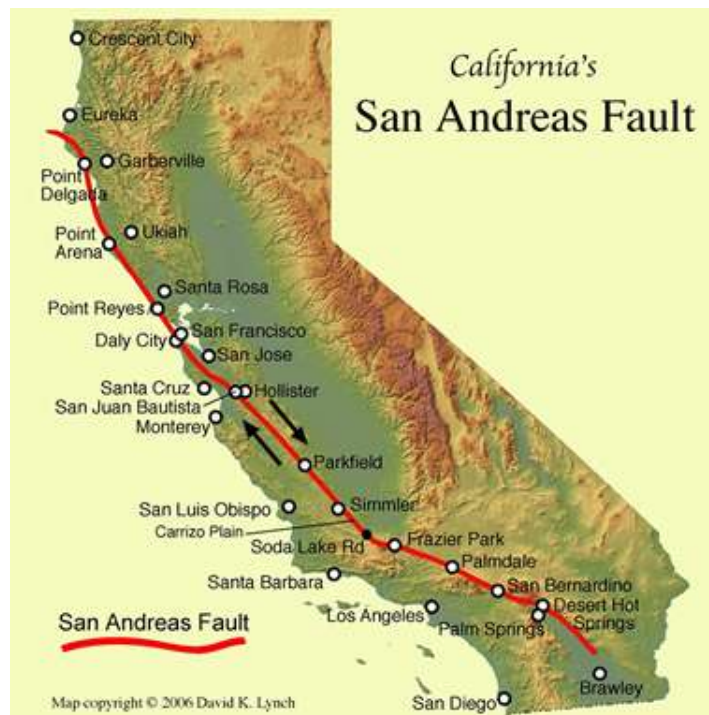 California's
San Andreas Fault
Crescent City
Eureka
Garberville
Point
Delgada
Point
Arena
Ukiah
Santa Rosa
Point Reyes
San Francisco
Daly City
San Jose
Santa Cruz
Hollister
San Juan Bautista
Monterey
Parkfield
San Luis Obispo
Simmler
Carrizo Plain
Soda Lake Rd
Frazier Park
Palmdale
Santa Barbara
San Bernardino
Los Angeles
Desert Hot
Springs
Palm Springs
San Andreas Fault
Brawley
San Diego
Map copyright © 2006 David K. Lynch